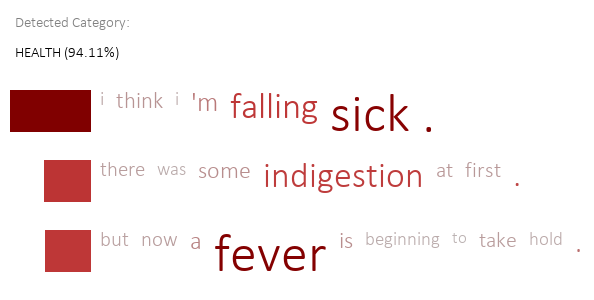 Detected Category:
HEALTH (94.11%)
i think i 'm falling sick .
there was some indigestion at first .
but now a fever is beginning to take hold .